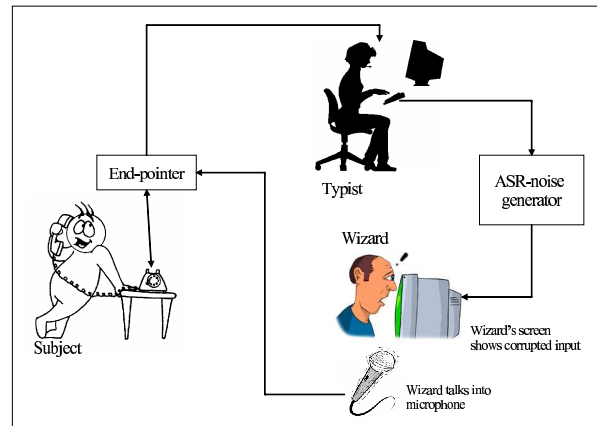 Typist
End-pointer
ASR-noise
generator
Wizard
Subject
Wizard's screen
shows corrupted input
Wizard talks into
microphone